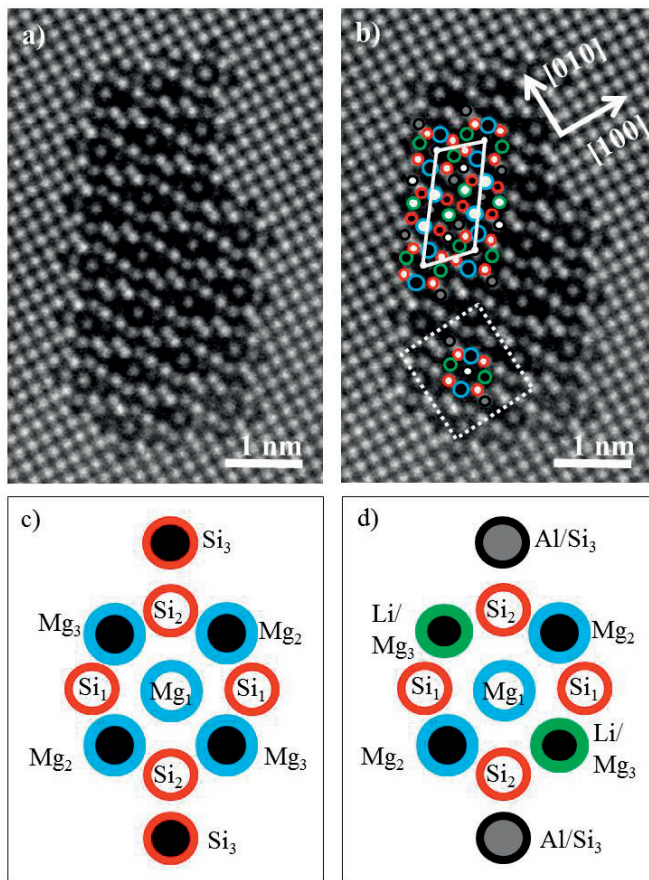 a)
1 nm
b)
[010]
[100]
1 nm
c)
Si₃
Si₂
Mg₃
Mg₂
Si₁
Mg₁
Si₁
Mg₂
Mg₃
Si₂
Si₃
d)
Al/Si₃
Si₂
Li/
Mg₃
Mg₂
Si₁
Mg₁
Si₁
Mg₂
Li/
Mg₃
Si₂
Al/Si₃